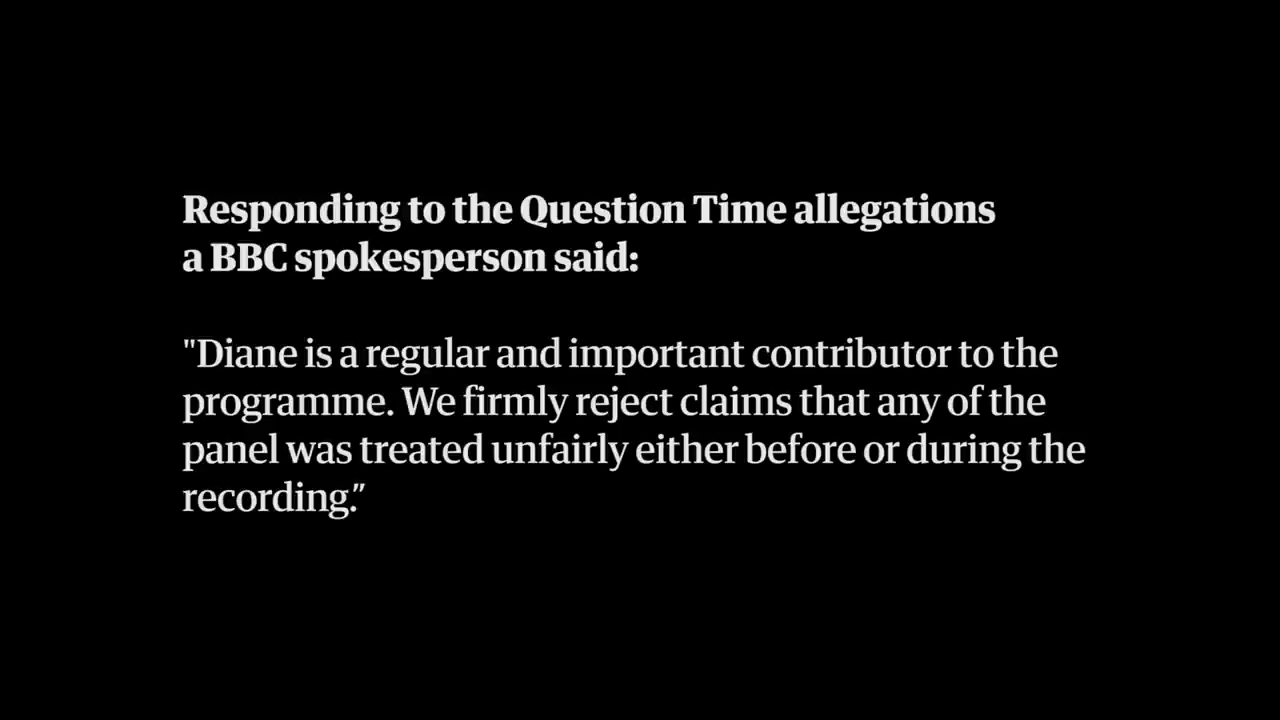 Responding to the Question Time allegations
a BBC spokesperson said:
"Diane is a regular and important contributor to the
programme. We firmly reject claims that any of the
panel was treated unfairly either before or during the
recording.”